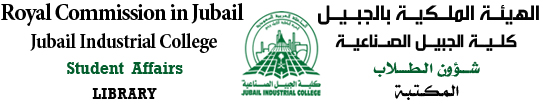 Royal Commission in Jubail
Jubail Industrial College
Student Affairs
LIBRARY
كلية الجبيل الصناعية
JUBAIL INDUSTRIAL COLLEGE
الهيئة الملكية بالجبيل
كلية الجبيل الصناعية
شؤون الطلاب
المكتبة